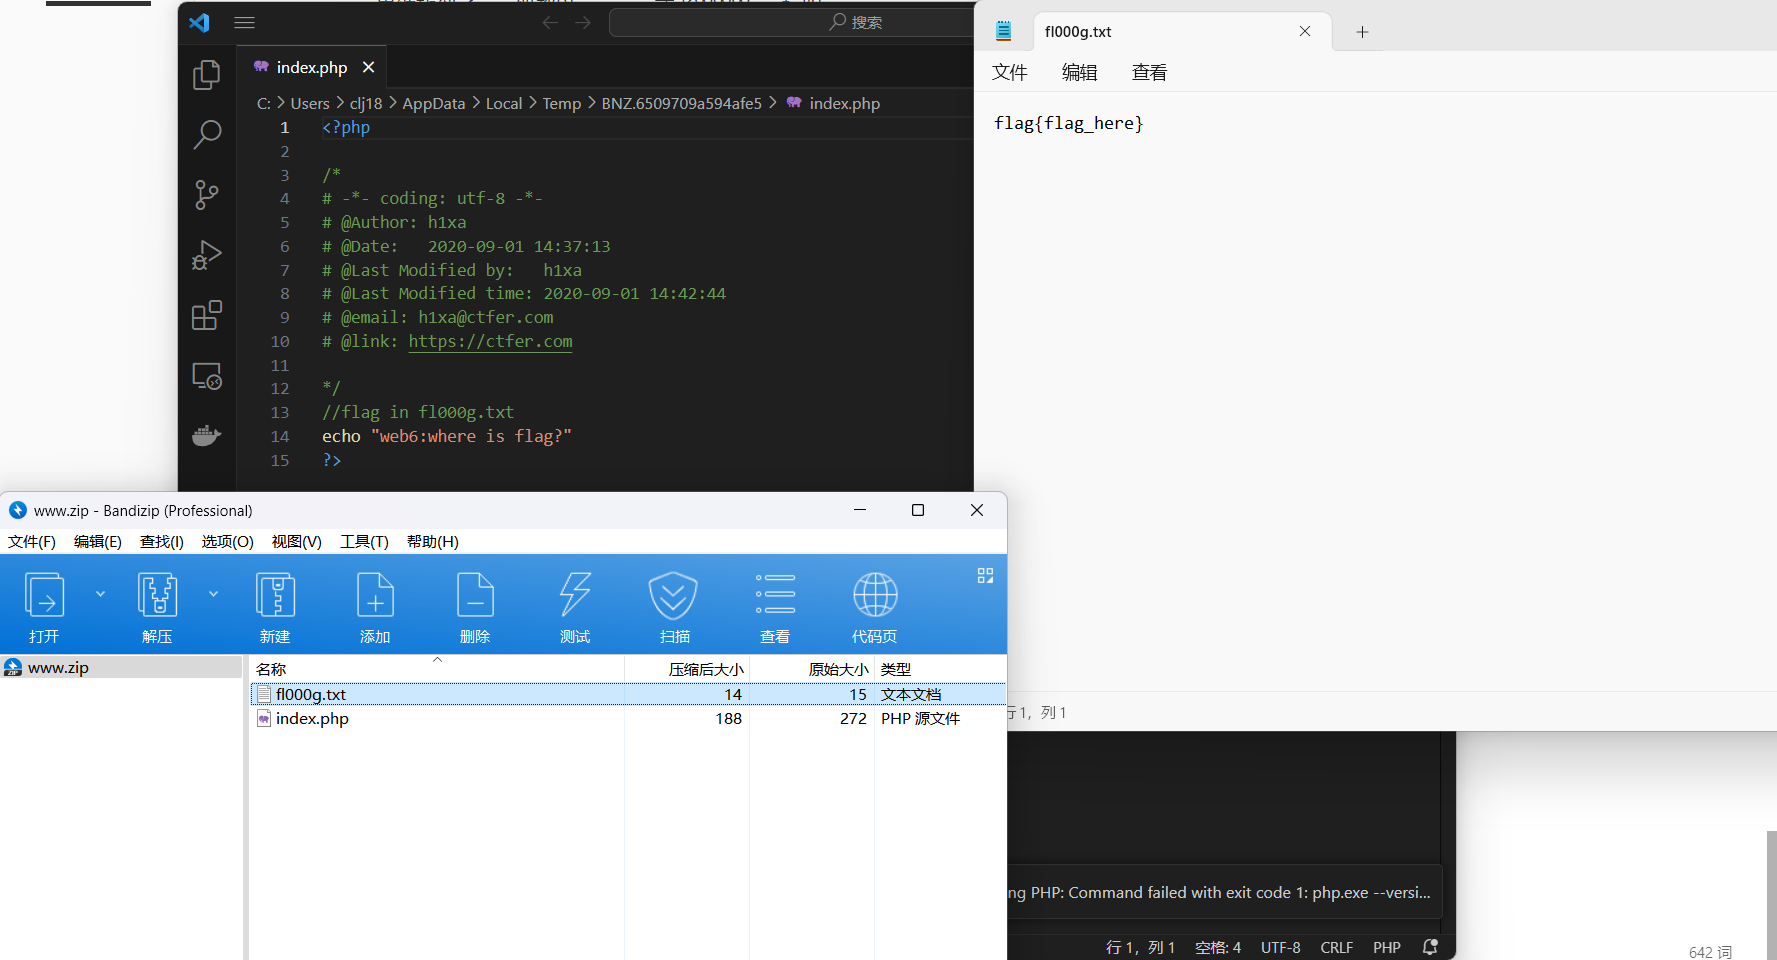 搜索
index.php
C: > Users > clj18 > AppData > Local > Temp > BNZ.6509709a594afe5 > index.php
1 <?php
2
3 /*
4 # -*- coding: utf-8 -*-
5 # @Author: h1xa
6 # @Date:   2020-09-01 14:37:13
7 # @Last Modified by:   h1xa
8 # @Last Modified time: 2020-09-01 14:42:44
9 # @email: h1xa@ctfer.com
10 # @link: https://ctfer.com
11
12 */
13 //flag in fl000g.txt
14 echo "web6:where is flag?"
15 ?>
fl000g.txt
文件 编辑 查看
flag{flag_here}
行 1，列 1
www.zip - Bandizip (Professional)
文件(F) 编辑(E) 查找(I) 选项(O) 视图(V) 工具(T) 帮助(H)
打开 解压 新建 添加 删除 测试 扫描 查看 代码页
www.zip
名称 压缩后大小 原始大小 类型
fl000g.txt 14 15 文本文档
index.php 188 272 PHP 源文件
ng PHP: Command failed with exit code 1: php.exe --versi...
行 1，列 1 空格: 4 UTF-8 CRLF PHP
642 词